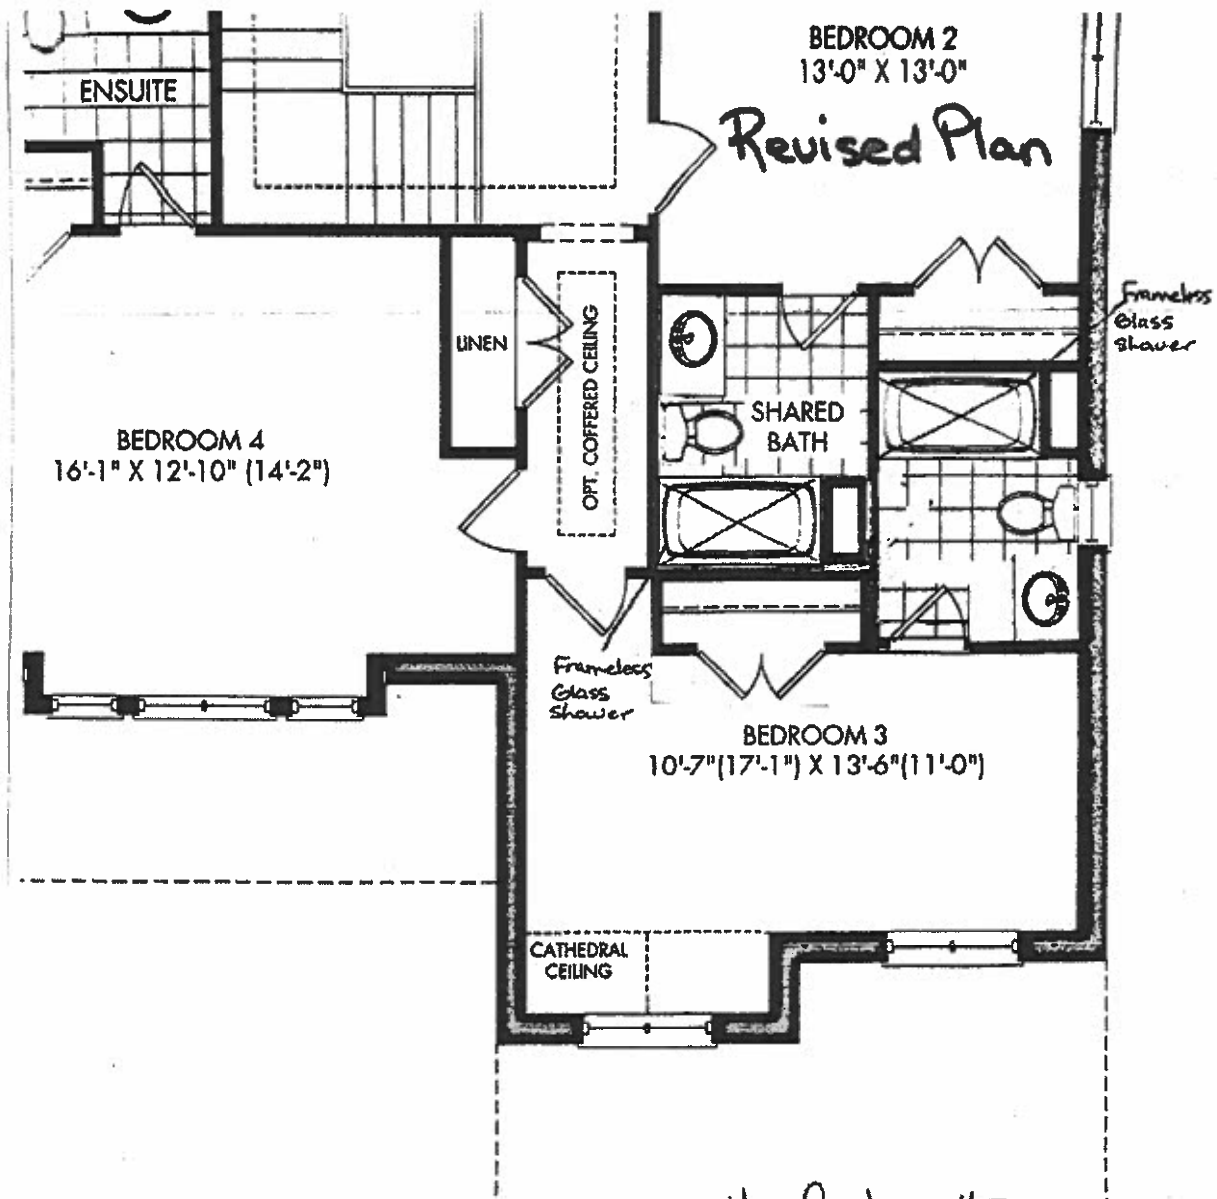 BEDROOM 2
13'-0" X 13'-0"
Revised Plan
ENSUITE
Frameless
Glass
Shower
LINEN
OPT. COFFERED CEILING
SHARED
BATH
BEDROOM 4
16'-1" X 12'-10" (14'-2")
Frameless
Glass
Shower
BEDROOM 3
10'-7"(17'-1") X 13'-6"(11'-0")
CATHEDRAL
CEILING